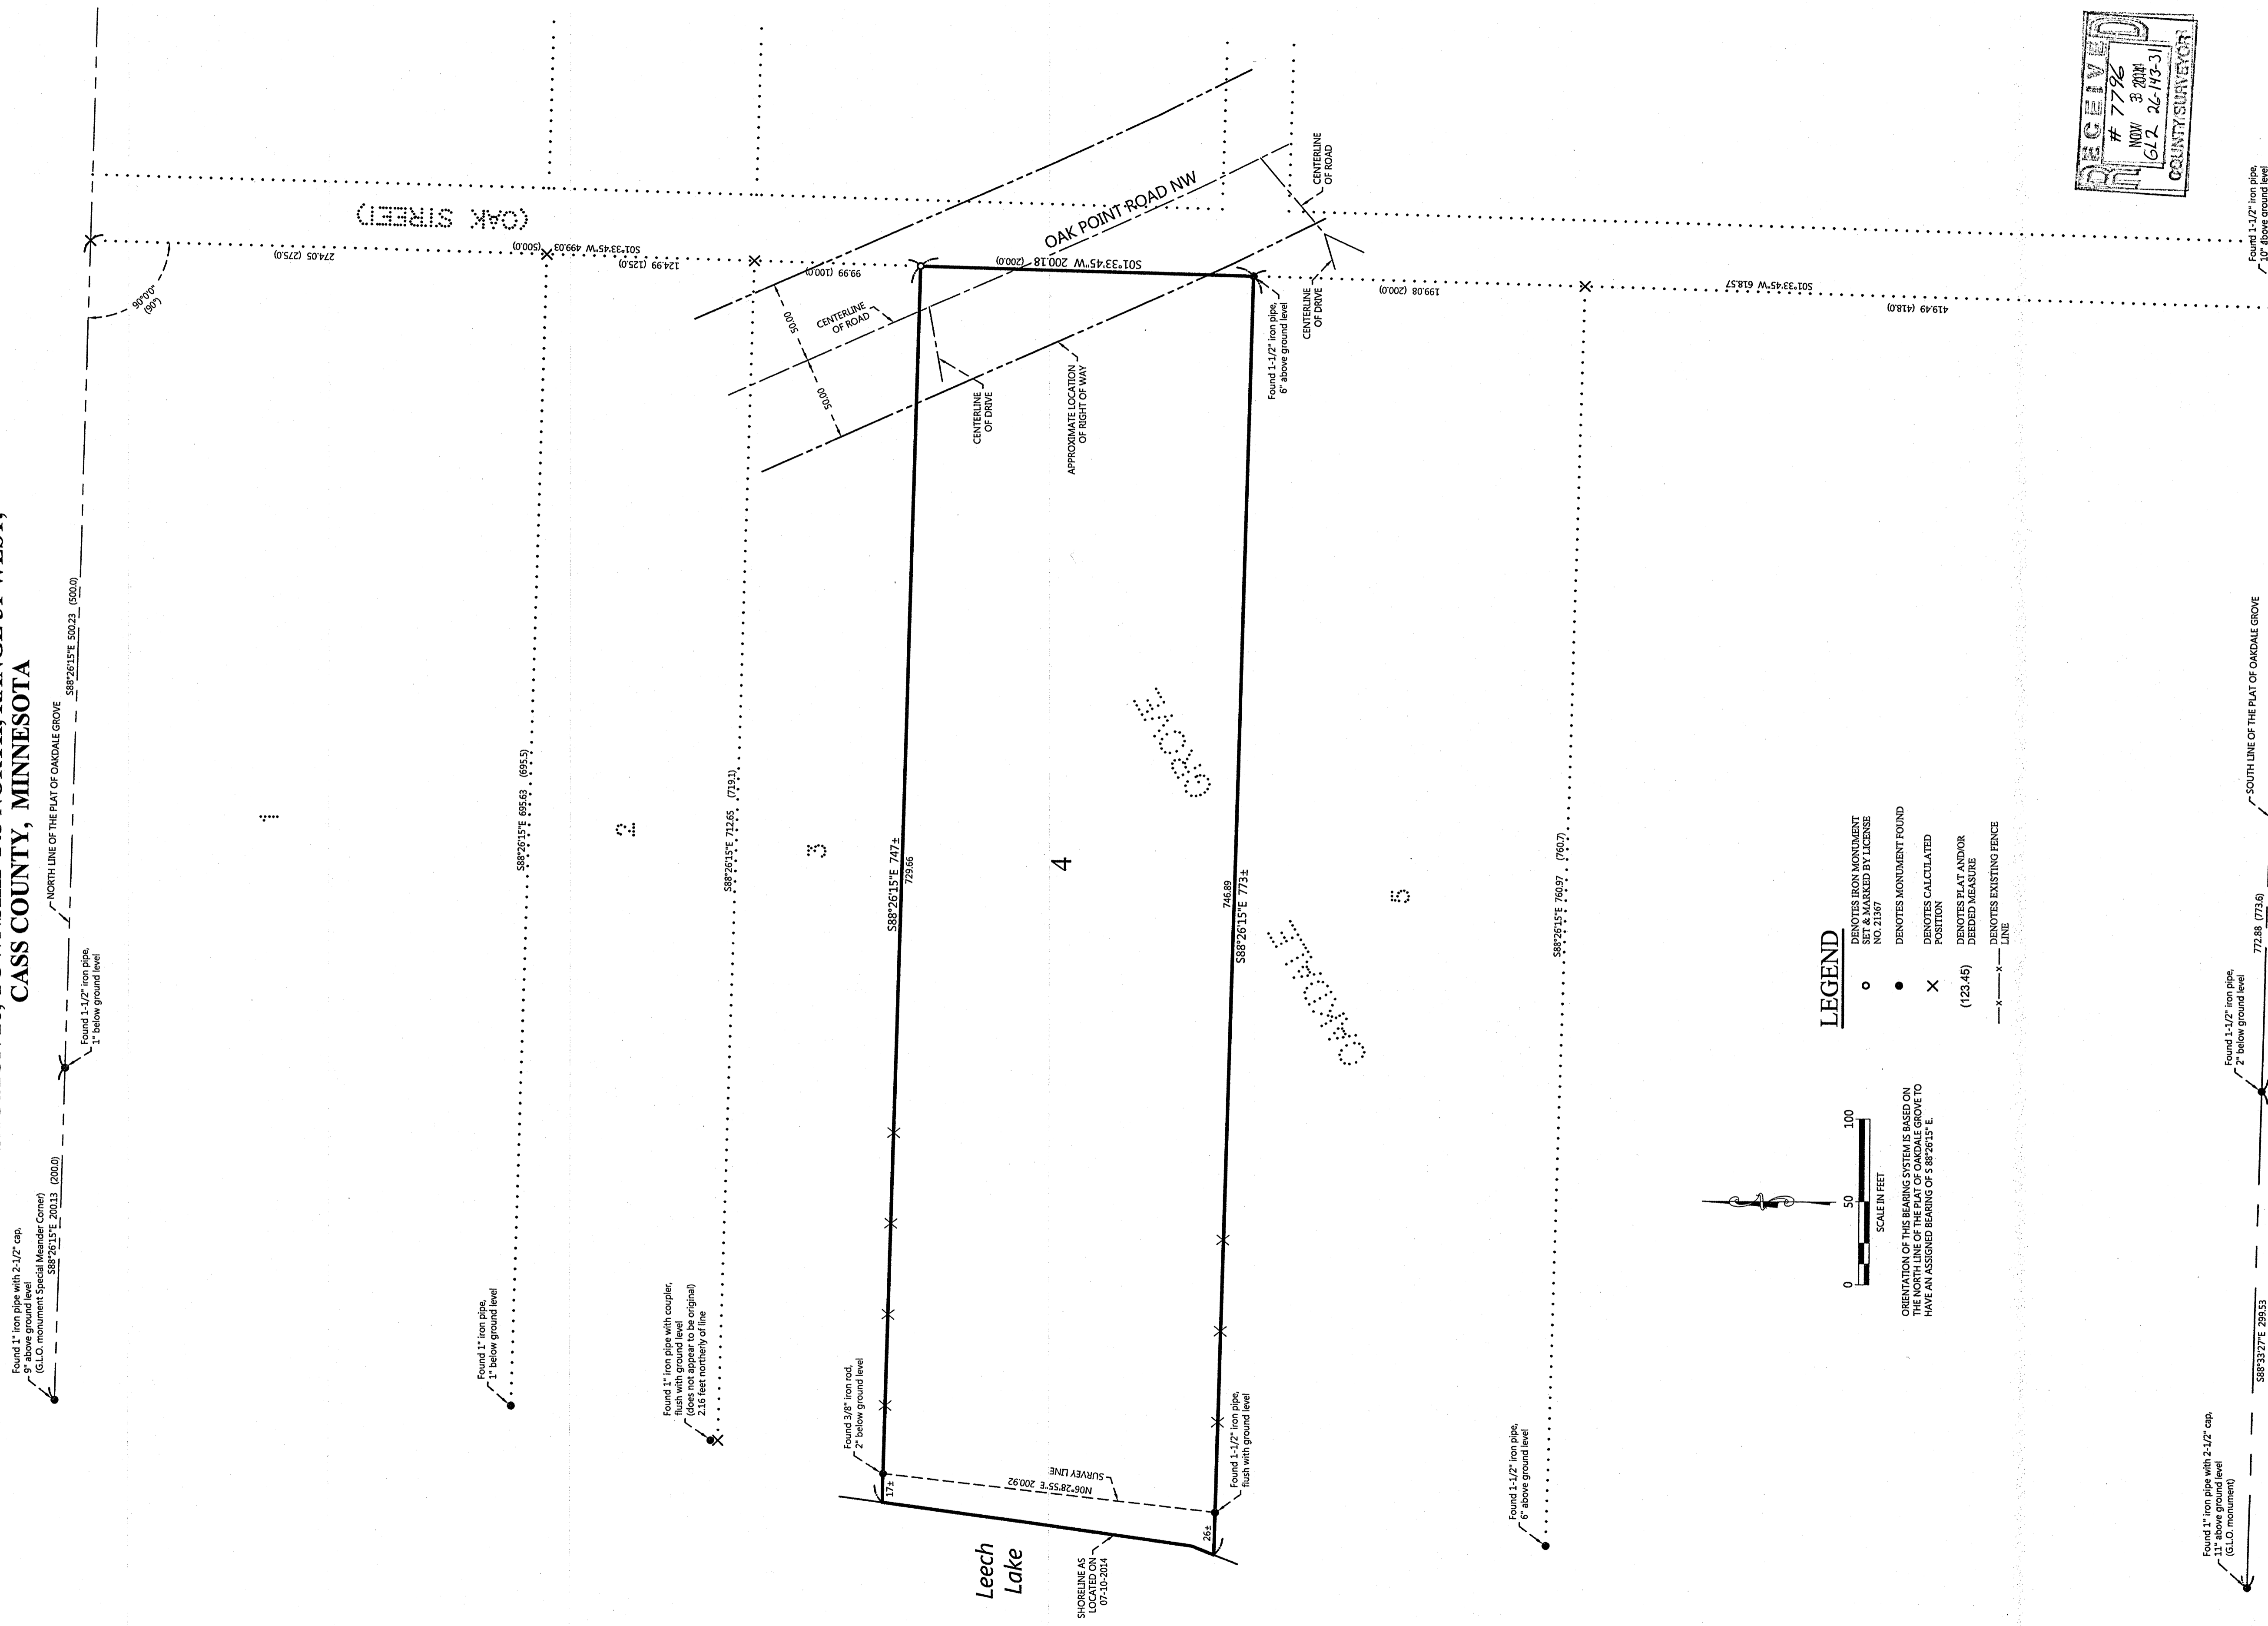 CASS COUNTY, MINNESOTA
Found 1" iron pipe with 2-1/2" cap,
9" above ground level
(G.L.O. monument Special Meander Corner)
S88°26'15"E 200.13 (200.0)
Found 1-1/2" iron pipe,
1" below ground level
NORTH LINE OF THE PLAT OF OAKDALE GROVE
S88°26'15"E 500.23 (500.0)
90°0'0"
(90°)
274.05 (275.0)
(OAK STREET)
S01°33'45"W 499.03 (500.0)
124.99 (125.0)
99.99 (100.0)
1
Found 1" iron pipe,
1" below ground level
S88°26'15"E 695.63 (695.5)
2
Found 1" iron pipe with coupler,
flush with ground level
(does not appear to be original)
2.16 feet northerly of line
S88°26'15"E 712.65 (719.1)
3
50.00
50.00
CENTERLINE
OF ROAD
Found 3/8" iron rod,
2" below ground level
17±
S88°26'15"E 747±
729.66
CENTERLINE
OF DRIVE
APPROXIMATE LOCATION
OF RIGHT OF WAY
S01°33'45"W 200.18 (200.0)
OAK POINT ROAD NW
Leech
Lake
SHORELINE AS
LOCATED ON
07-10-2014
N06°28'55"E 200.92
SURVEY LINE
4
26±
Found 1-1/2" iron pipe,
flush with ground level
746.89
S88°26'15"E 773±
Found 1-1/2" iron pipe,
6" above ground level
CENTERLINE
OF DRIVE
CENTERLINE
OF ROAD
OAKDALE
GROVE
5
199.08 (200.0)
Found 1-1/2" iron pipe,
6" above ground level
S88°26'15"E 760.97 (760.7)
S01°33'45"W 618.57
419.49 (418.0)
0 50 100
SCALE IN FEET
ORIENTATION OF THIS BEARING SYSTEM IS BASED ON
THE NORTH LINE OF THE PLAT OF OAKDALE GROVE TO
HAVE AN ASSIGNED BEARING OF S 88°26'15" E.
LEGEND
DENOTES IRON MONUMENT
SET & MARKED BY LICENSE
NO. 21367
DENOTES MONUMENT FOUND
DENOTES CALCULATED
POSITION
(123.45)
DENOTES PLAT AND/OR
DEEDED MEASURE
—x——x—
DENOTES EXISTING FENCE
LINE
RECEIVED
# 7796
NOV 3 2014
GL2 26-143-31
COUNTY SURVEYOR
Found 1" iron pipe with 2-1/2" cap,
11" above ground level
(G.L.O. monument)
S88°33'27"E 299.53
Found 1-1/2" iron pipe,
2" below ground level
772.88 (773.6)
SOUTH LINE OF THE PLAT OF OAKDALE GROVE
Found 1-1/2" iron pipe,
10" above ground level